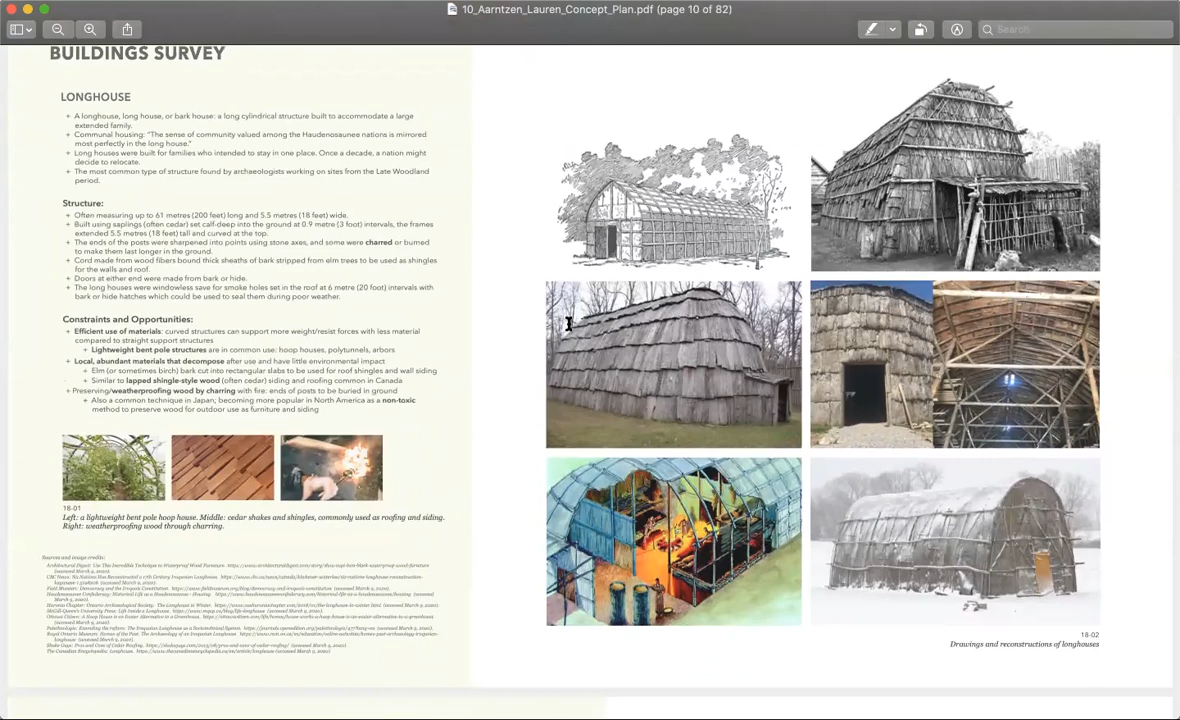 10_Aarntzen_Lauren_Concept_Plan.pdf (page 10 of 82)
Search
BUILDINGS SURVEY
LONGHOUSE
+ A longhouse, long house, or bark house: a long cylindrical structure built to accommodate a large
extended family.
+ Communal housing: "The sense of community valued among the Haudenosaunee nations is mirrored
most perfectly in the long house."
+ Long houses were built for families who intended to stay in one place. Once a decade, a nation might
decide to relocate.
+ The most common type of structure found by archaeologists working on sites from the Late Woodland
period.
Structure:
+ Often measuring up to 61 metres (200 feet) long and 5.5 metres (18 feet) wide.
+ Built using saplings (often cedar) set calf-deep into the ground at 0.9 metre (3 foot) intervals, the frames
extended 5.5 metres (18 feet) tall and curved at the top.
+ The ends of the posts were sharpened into points using stone axes, and some were charred or burned
to make them last longer in the ground.
+ Cord made from wood fibers bound thick sheaths of bark stripped from elm trees to be used as shingles
for the walls and roof.
+ Doors at either end were made from bark or hide.
+ The long houses were windowless save for smoke holes set in the roof at 6 metre (20 foot) intervals with
bark or hide hatches which could be used to seal them during poor weather.
Constraints and Opportunities:
+ Efficient use of materials: curved structures can support more weight/resist forces with less material
compared to straight support structures
+ Lightweight bent pole structures are in common use: hoop houses, polytunnels, arbors
+ Local, abundant materials that decompose after use and have little environmental impact
+ Elm (or sometimes birch) bark cut into rectangular slabs to be used for roof shingles and wall siding
+ Similar to lapped shingle-style wood (often cedar) siding and roofing common in Canada
+ Preserving/weatherproofing wood by charring with fire: ends of posts to be buried in ground
+ Also a common technique in Japan; becoming more popular in North America as a non-toxic
method to preserve wood for outdoor use as furniture and siding
18-01
Left: a lightweight bent pole hoop house. Middle: cedar shakes and shingles, commonly used as roofing and siding.
Right: weatherproofing wood through charring.
Sources and image credits:
18-02
Drawings and reconstructions of longhouses